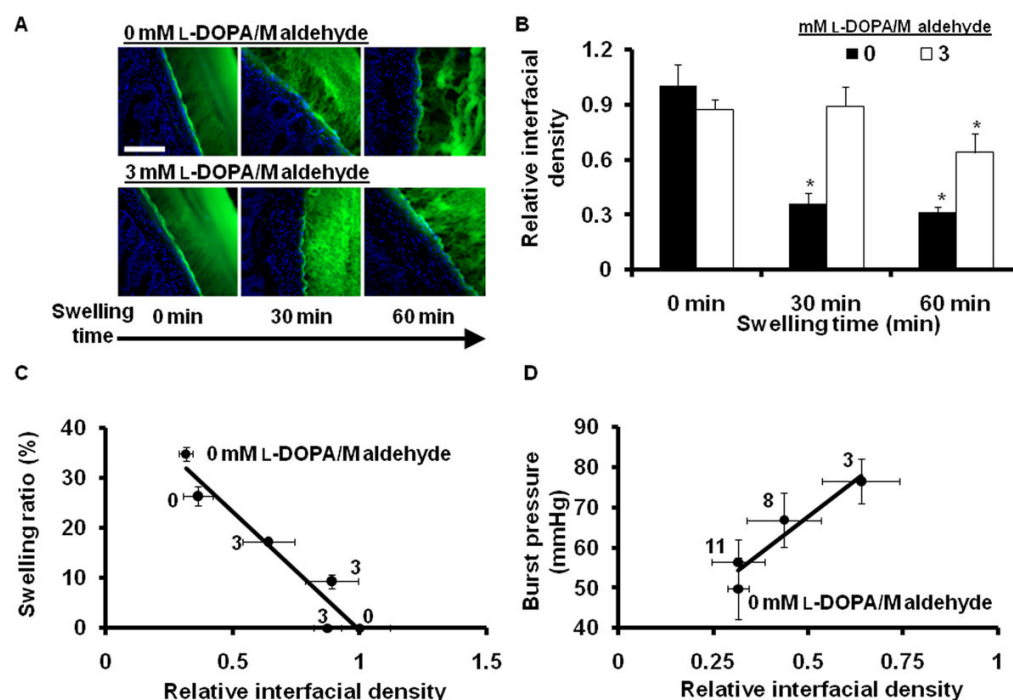 A
0 mM L-DOPA/M aldehyde
3 mM L-DOPA/M aldehyde
Swelling time
0 min
30 min
60 min
B
mM L-DOPA/M aldehyde
0
3
Relative interfacial density
1.2
0.9
0.6
0.3
0
*
*
*
0 min
30 min
60 min
Swelling time (min)
C
Swelling ratio (%)
40
30
20
10
0
0 mM L-DOPA/M aldehyde
0
3
3
3
0
0
0.5
1
1.5
Relative interfacial density
D
Burst pressure (mmHg)
90
80
70
60
50
40
3
8
11
0 mM L-DOPA/M aldehyde
0
0.25
0.5
0.75
1
Relative interfacial density